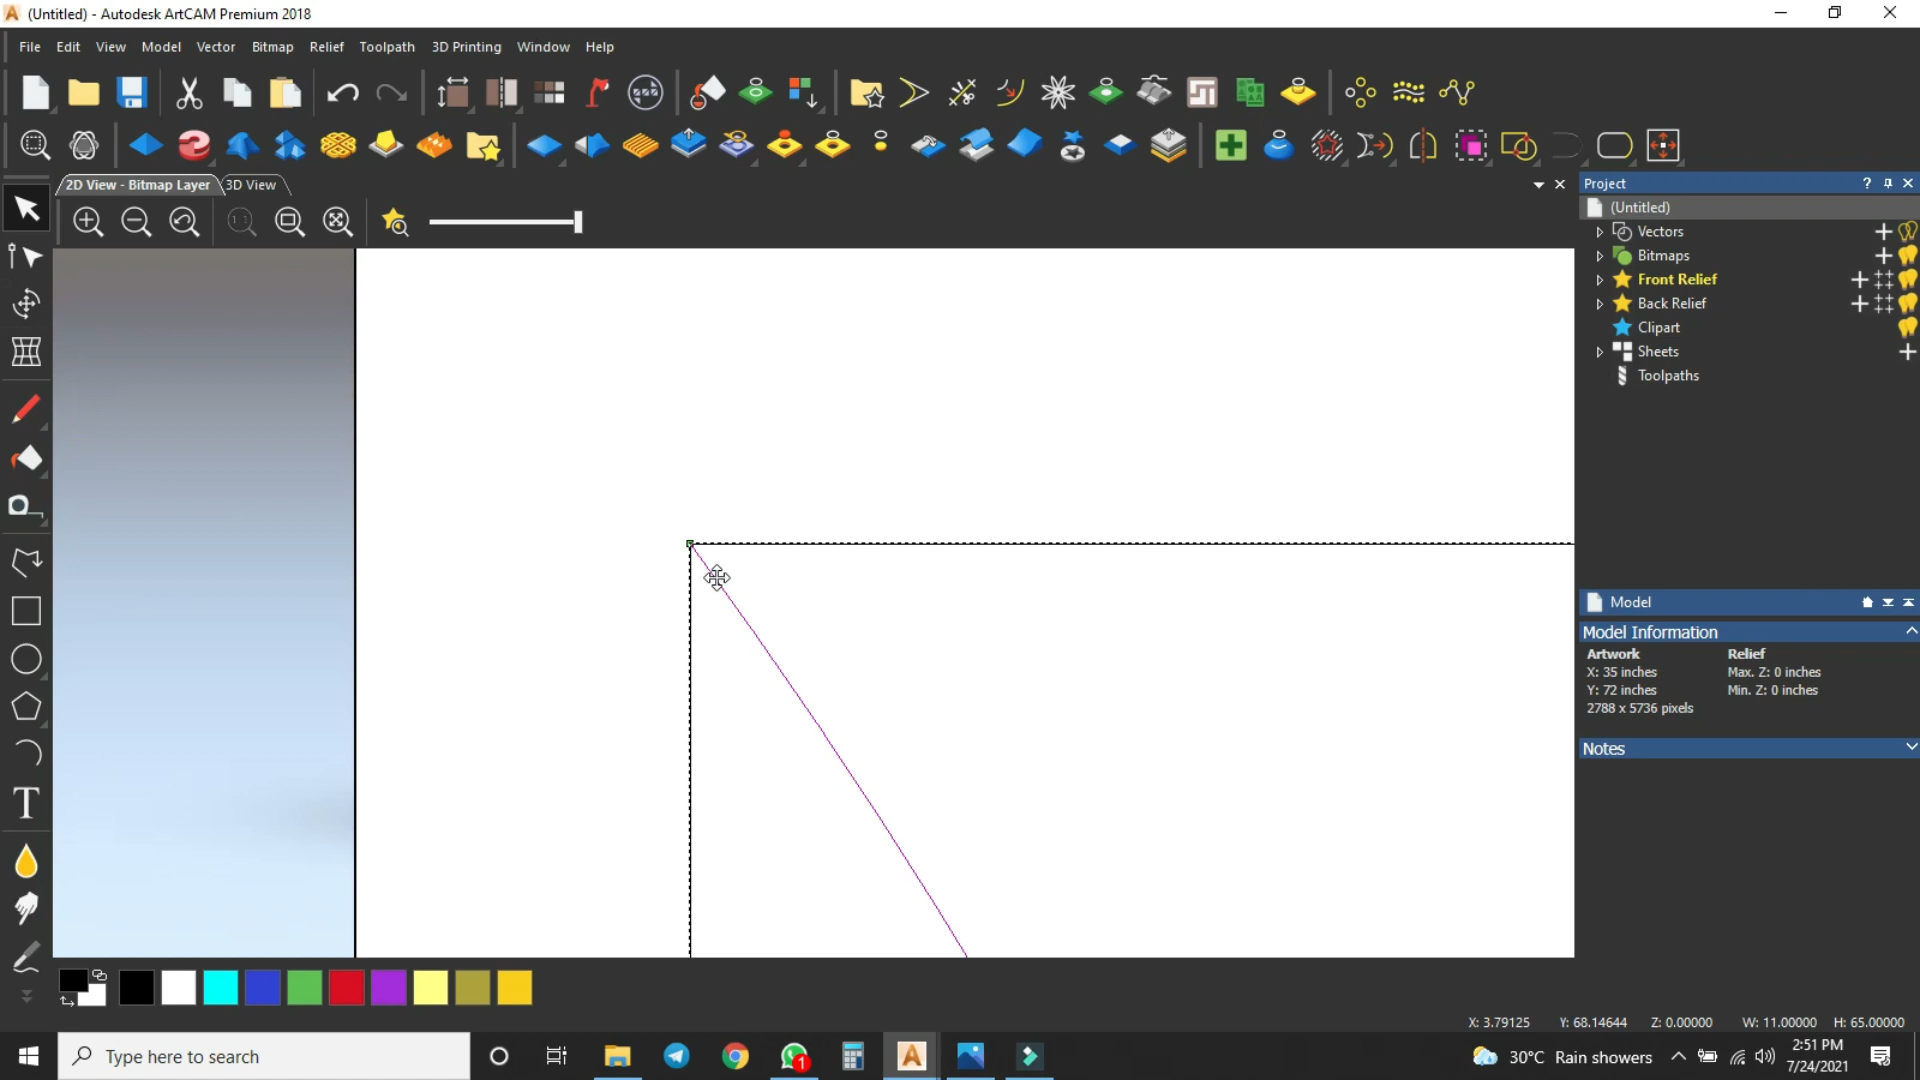 (Untitled) - Autodesk ArtCAM Premium 2018
File Edit View Model Vector Bitmap Relief Toolpath 3D Printing Window Help
2D View - Bitmap Layer 3D View
1:1
Project
(Untitled)
Vectors
Bitmaps
Front Relief
Back Relief
Clipart
Sheets
Toolpaths
Model
Model Information
Artwork Relief
X: 35 inches Max. Z: 0 inches
Y: 72 inches Min. Z: 0 inches
2788 x 5736 pixels
Notes
X: 3.79125 Y: 68.14644 Z: 0.00000 W: 11.00000 H: 65.00000
Type here to search
1
30°C Rain showers
2:51 PM
7/24/2021